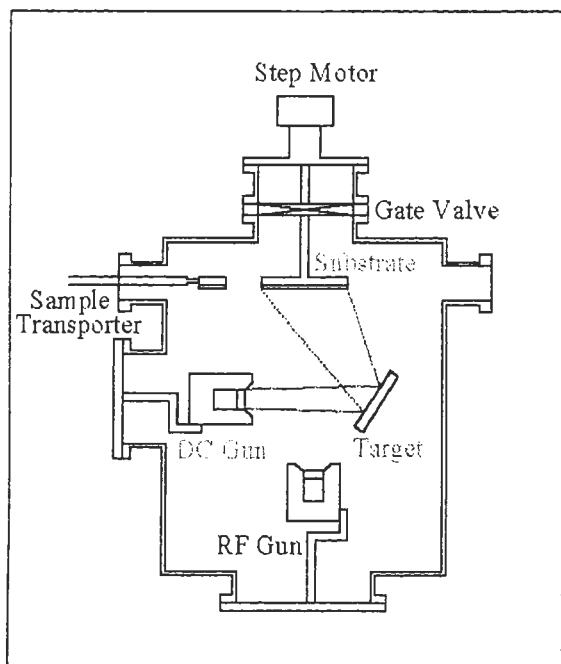 Step Motor
Gate Valve
Substrate
Sample
Transporter
DC Gun
Target
RF Gun